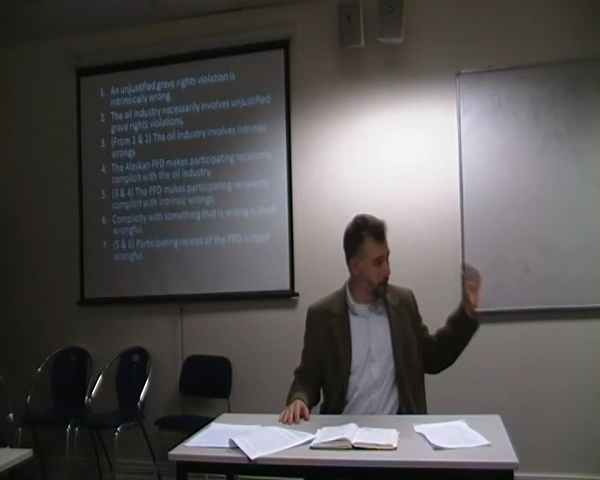 1. An unjustified grave rights violation is
intrinsically wrong.
2. The oil industry necessarily involves unjustified
grave rights violations.
3. (From 1 & 2) The oil industry involves intrinsic
wrongs.
4. The Alaskan PFD makes participating recipients
complicit with the oil industry.
5. (3 & 4) The PFD makes participating recipients
complicit with intrinsic wrongs.
6. Complicity with something that is wrong is itself
wrongful.
7. (5 & 6) Participating receipts of the PFD is itself
wrongful.